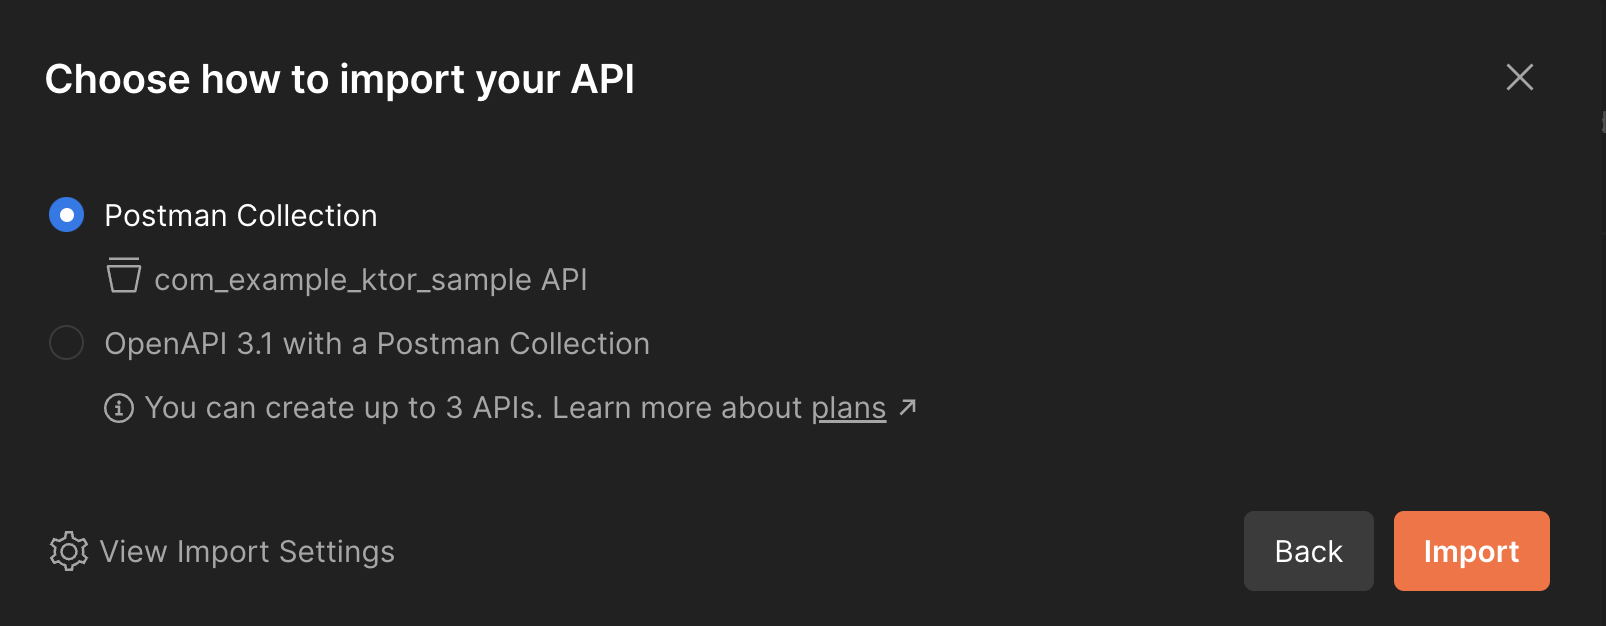 Choose how to import your API
Postman Collection
com_example_ktor_sample API
OpenAPI 3.1 with a Postman Collection
You can create up to 3 APIs. Learn more about plans ↗
View Import Settings
Back
Import